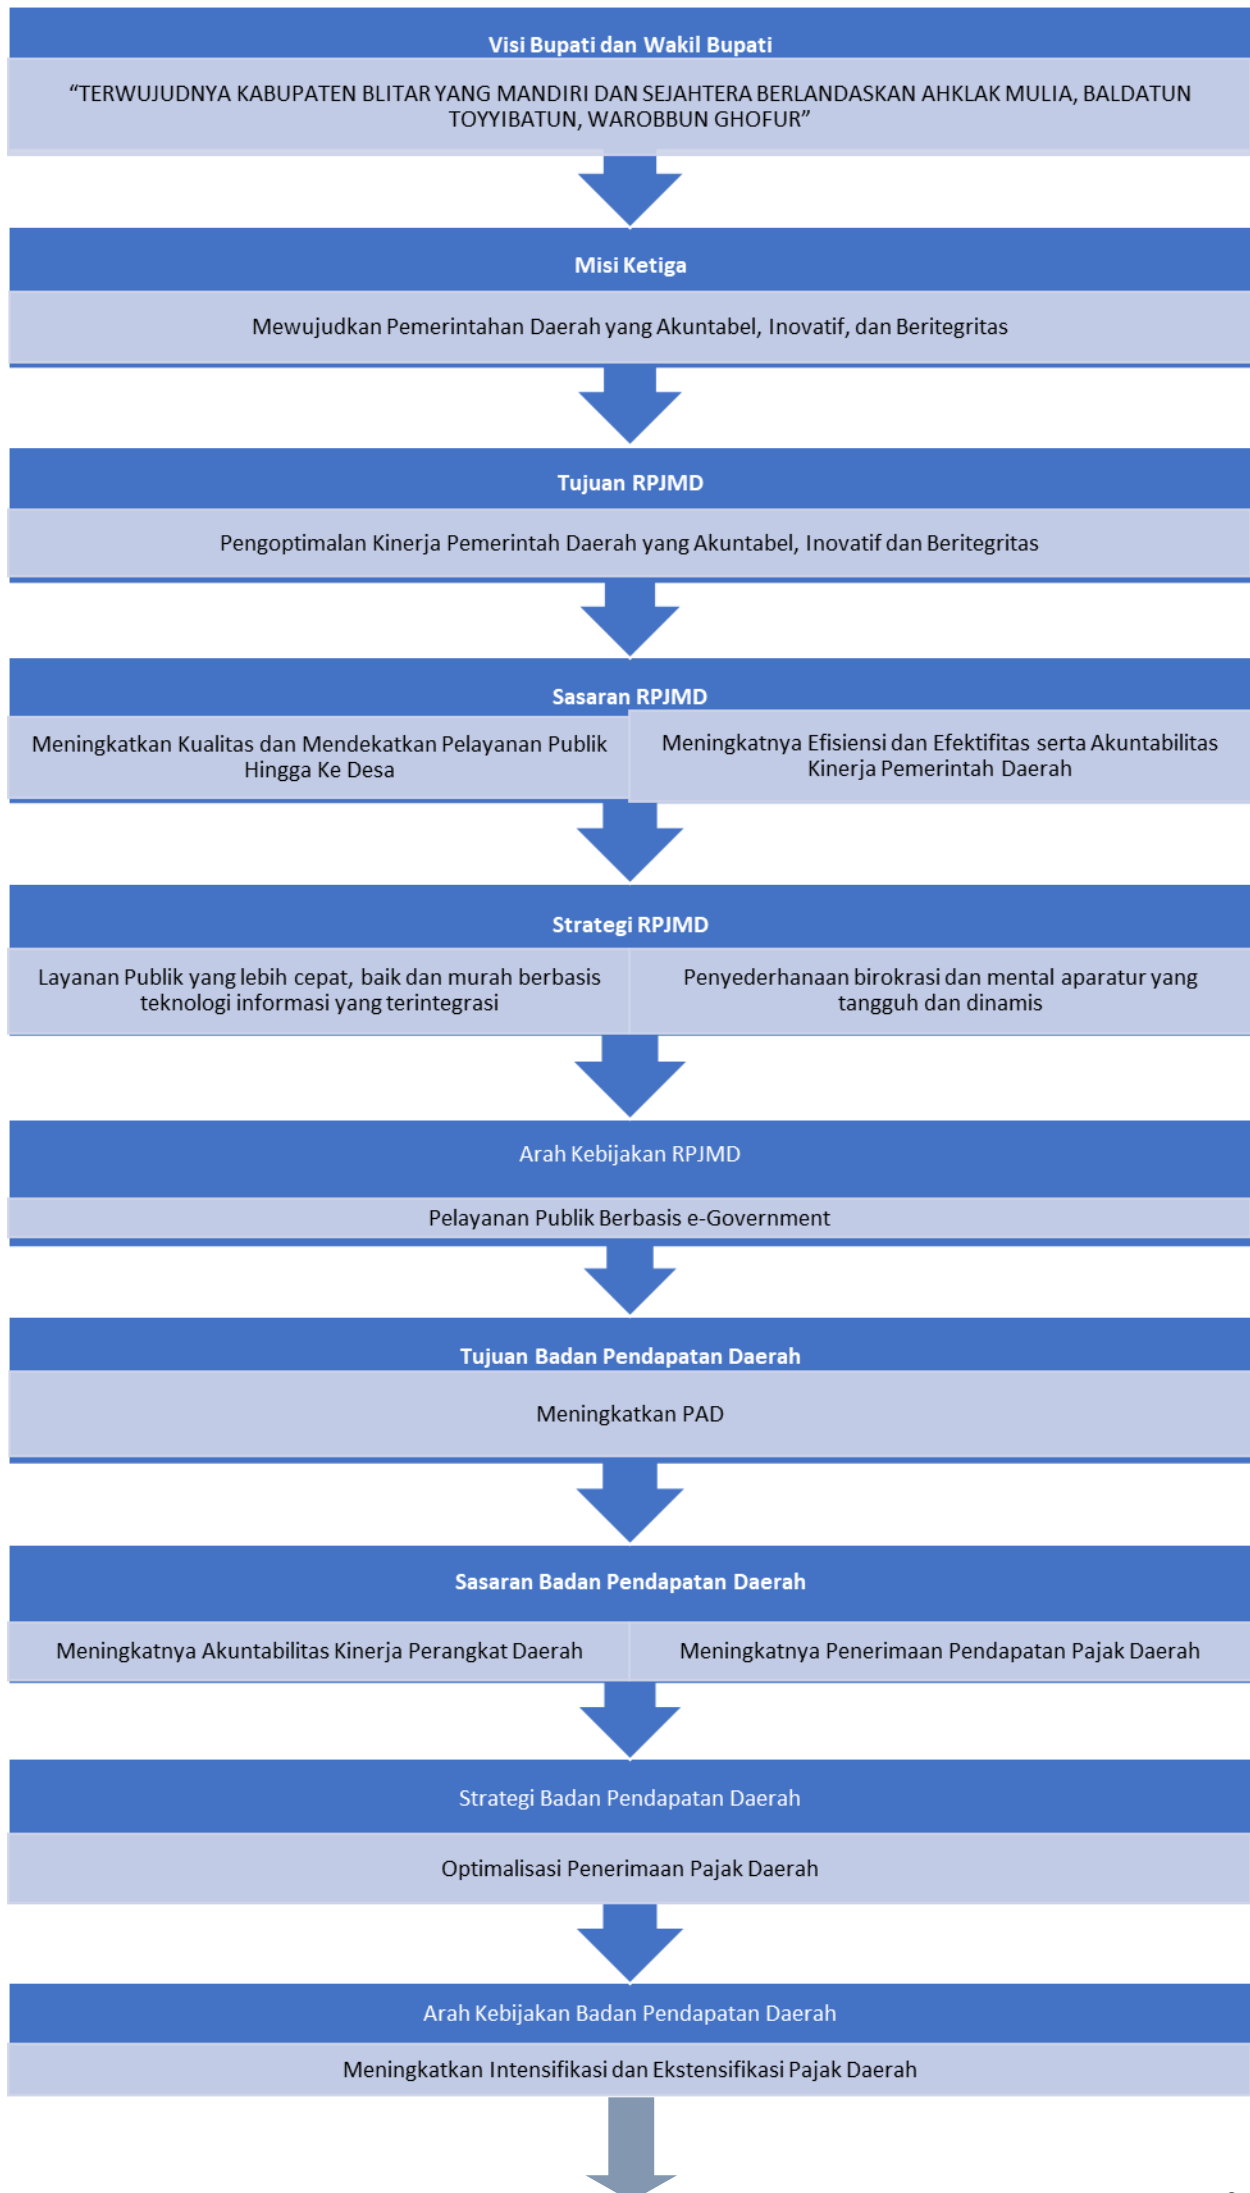 Visi Bupati dan Wakil Bupati
“TERWUJUDNYA KABUPATEN BLITAR YANG MANDIRI DAN SEJAHTERA BERLANDASKAN AHKLAK MULIA, BALDATUN
TOYYIBATUN, WAROBBUN GHOFUR”
Misi Ketiga
Mewujudkan Pemerintahan Daerah yang Akuntabel, Inovatif, dan Beritegritas
Tujuan RPJMD
Pengoptimalan Kinerja Pemerintah Daerah yang Akuntabel, Inovatif dan Beritegritas
Sasaran RPJMD
Meningkatkan Kualitas dan Mendekatkan Pelayanan Publik
Hingga Ke Desa
Meningkatnya Efisiensi dan Efektifitas serta Akuntabilitas
Kinerja Pemerintah Daerah
Strategi RPJMD
Layanan Publik yang lebih cepat, baik dan murah berbasis
teknologi informasi yang terintegrasi
Penyederhanaan birokrasi dan mental aparatur yang
tangguh dan dinamis
Arah Kebijakan RPJMD
Pelayanan Publik Berbasis e-Government
Tujuan Badan Pendapatan Daerah
Meningkatkan PAD
Sasaran Badan Pendapatan Daerah
Meningkatnya Akuntabilitas Kinerja Perangkat Daerah
Meningkatnya Penerimaan Pendapatan Pajak Daerah
Strategi Badan Pendapatan Daerah
Optimalisasi Penerimaan Pajak Daerah
Arah Kebijakan Badan Pendapatan Daerah
Meningkatkan Intensifikasi dan Ekstensifikasi Pajak Daerah